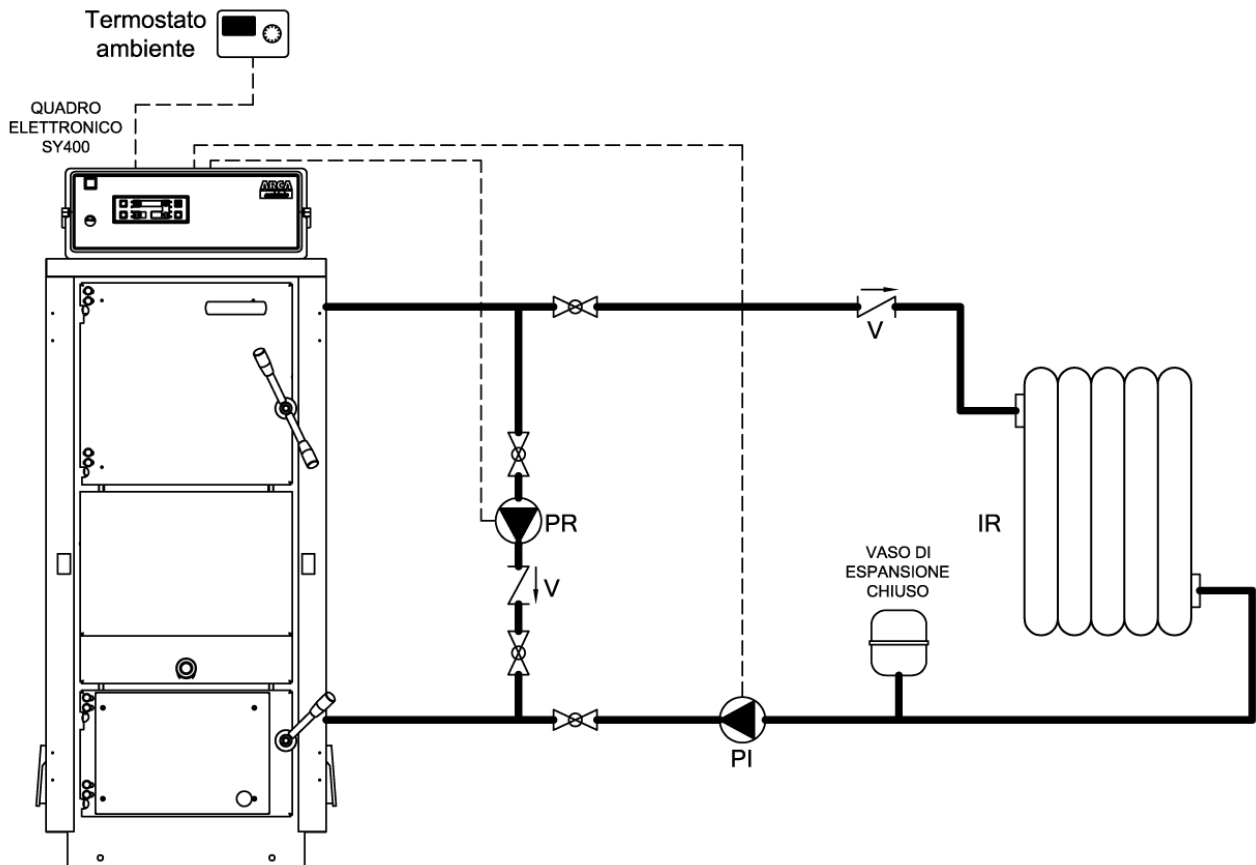 Termostato
ambiente
QUADRO
ELETTRONICO
SY400
ARCA
V
PR
IR
V
VASO DI
ESPANSIONE
CHIUSO
PI